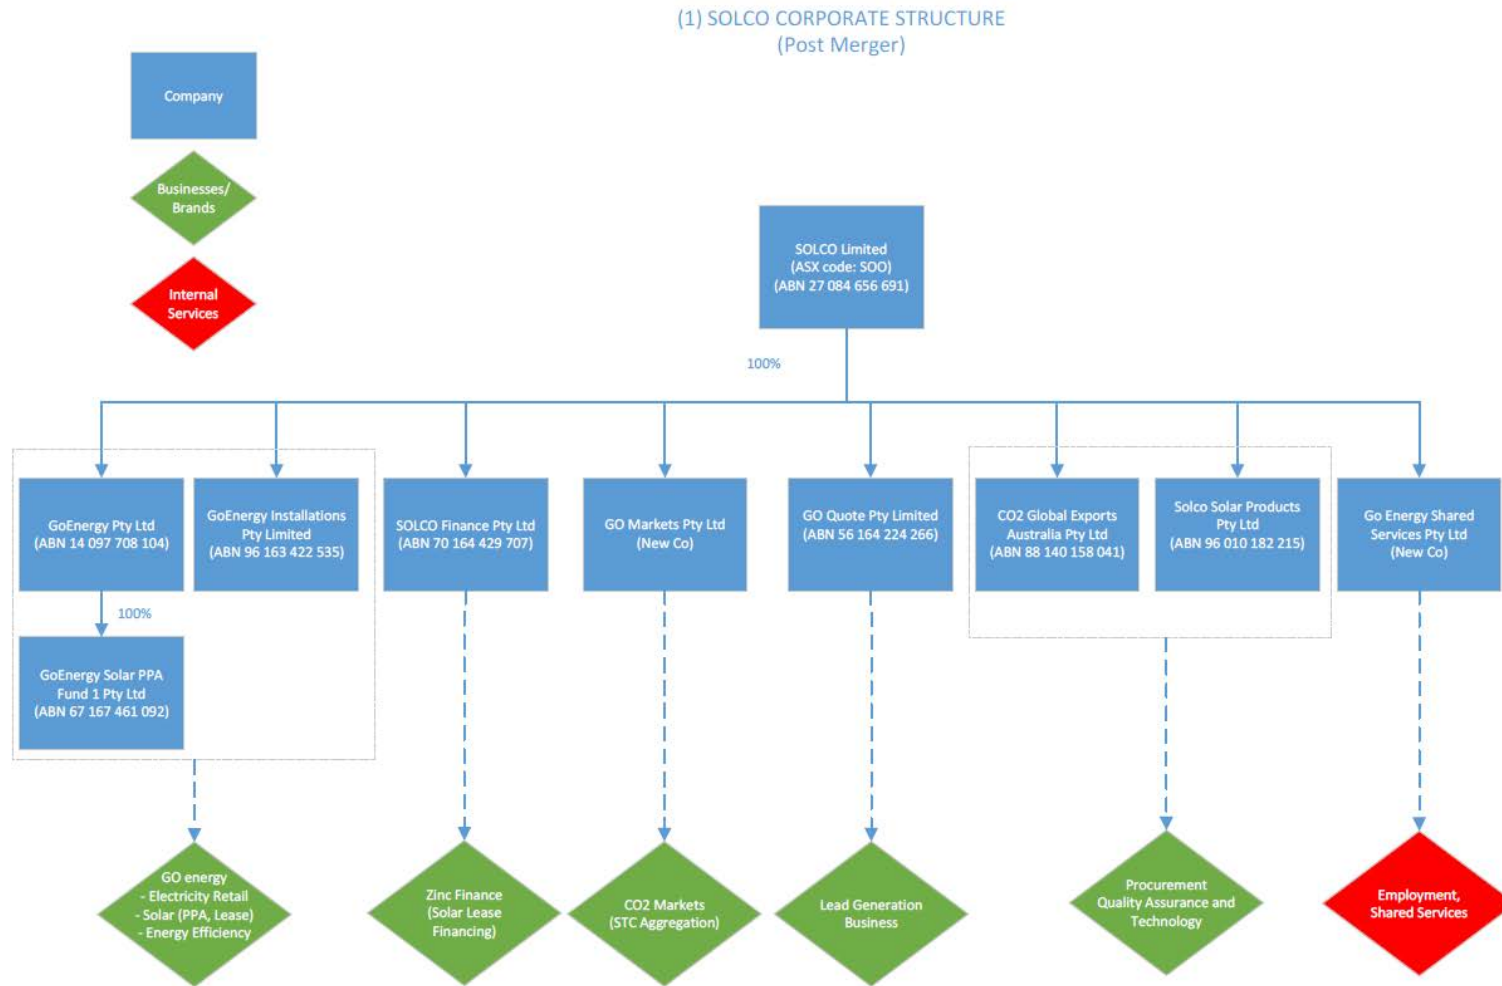 (1) SOLCO CORPORATE STRUCTURE
(Post Merger)
Company
Businesses/
Brands
Internal
Services
SOLCO Limited
(ASX code: SOO)
(ABN 27 084 656 691)
100%
GoEnergy Pty Ltd
(ABN 14 097 708 104)
GoEnergy Installations
Pty Limited
(ABN 96 163 422 535)
SOLCO Finance Pty Ltd
(ABN 70 164 429 707)
GO Markets Pty Ltd
(New Co)
GO Quote Pty Limited
(ABN 56 164 224 266)
CO2 Global Exports
Australia Pty Ltd
(ABN 88 140 158 041)
Solco Solar Products
Pty Ltd
(ABN 96 010 182 215)
Go Energy Shared
Services Pty Ltd
(New Co)
100%
GoEnergy Solar PPA
Fund 1 Pty Ltd
(ABN 67 167 461 092)
GO energy
- Electricity Retail
- Solar (PPA, Lease)
- Energy Efficiency
Zinc Finance
(Solar Lease
Financing)
CO2 Markets
(STC Aggregation)
Lead Generation
Business
Procurement
Quality Assurance and
Technology
Employment,
Shared Services